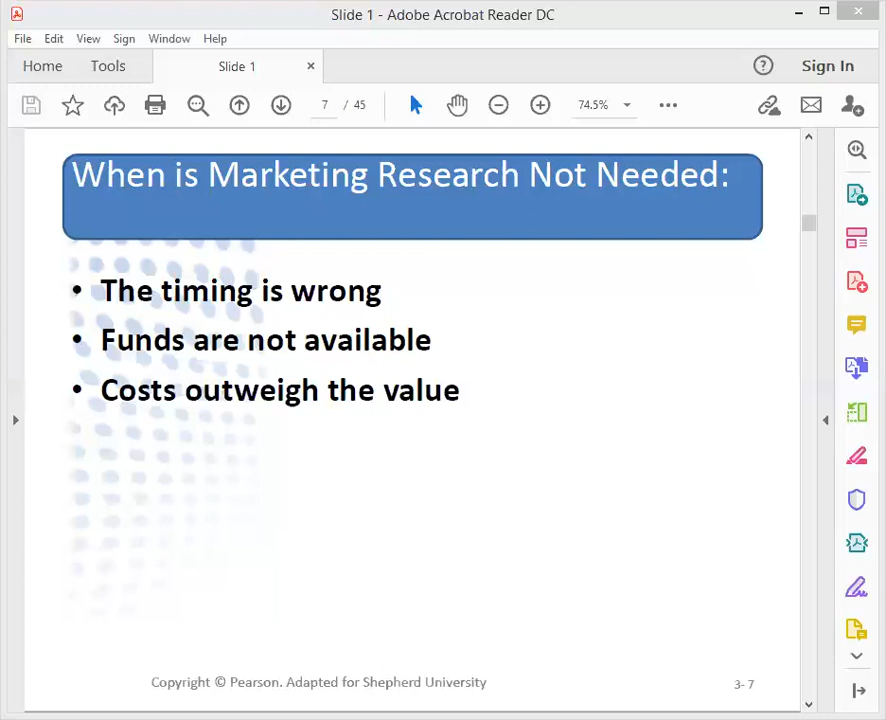 Slide 1 - Adobe Acrobat Reader DC
File Edit View Sign Window Help
Home Tools Slide 1 Sign In
7 / 45 74.5%
When is Marketing Research Not Needed:
• The timing is wrong
• Funds are not available
• Costs outweigh the value
Copyright © Pearson. Adapted for Shepherd University 3- 7